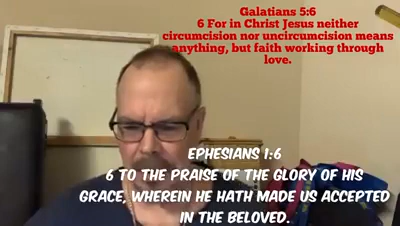 Galatians 5:6
6 For in Christ Jesus neither
circumcision nor uncircumcision means
anything, but faith working through
love.
EPHESIANS 1:6
6 TO THE PRAISE OF THE GLORY OF HIS
GRACE, WHEREIN HE HATH MADE US ACCEPTED
IN THE BELOVED.